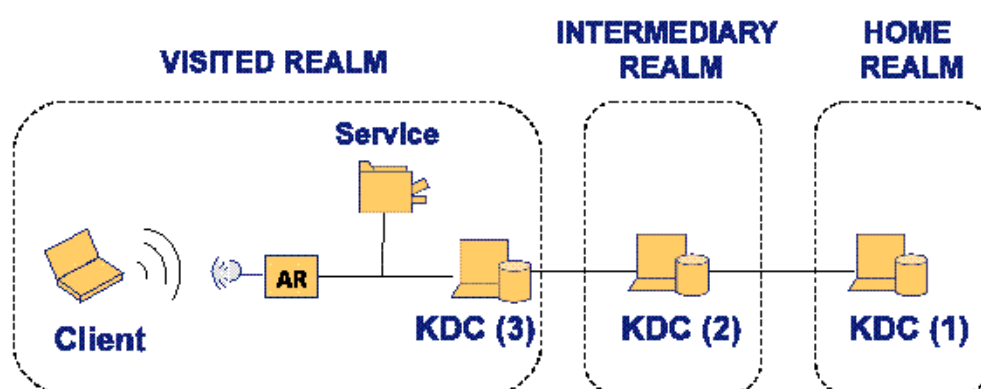 VISITED REALM
INTERMEDIARY
REALM
HOME
REALM
Service
AR
Client
KDC (3)
KDC (2)
KDC (1)